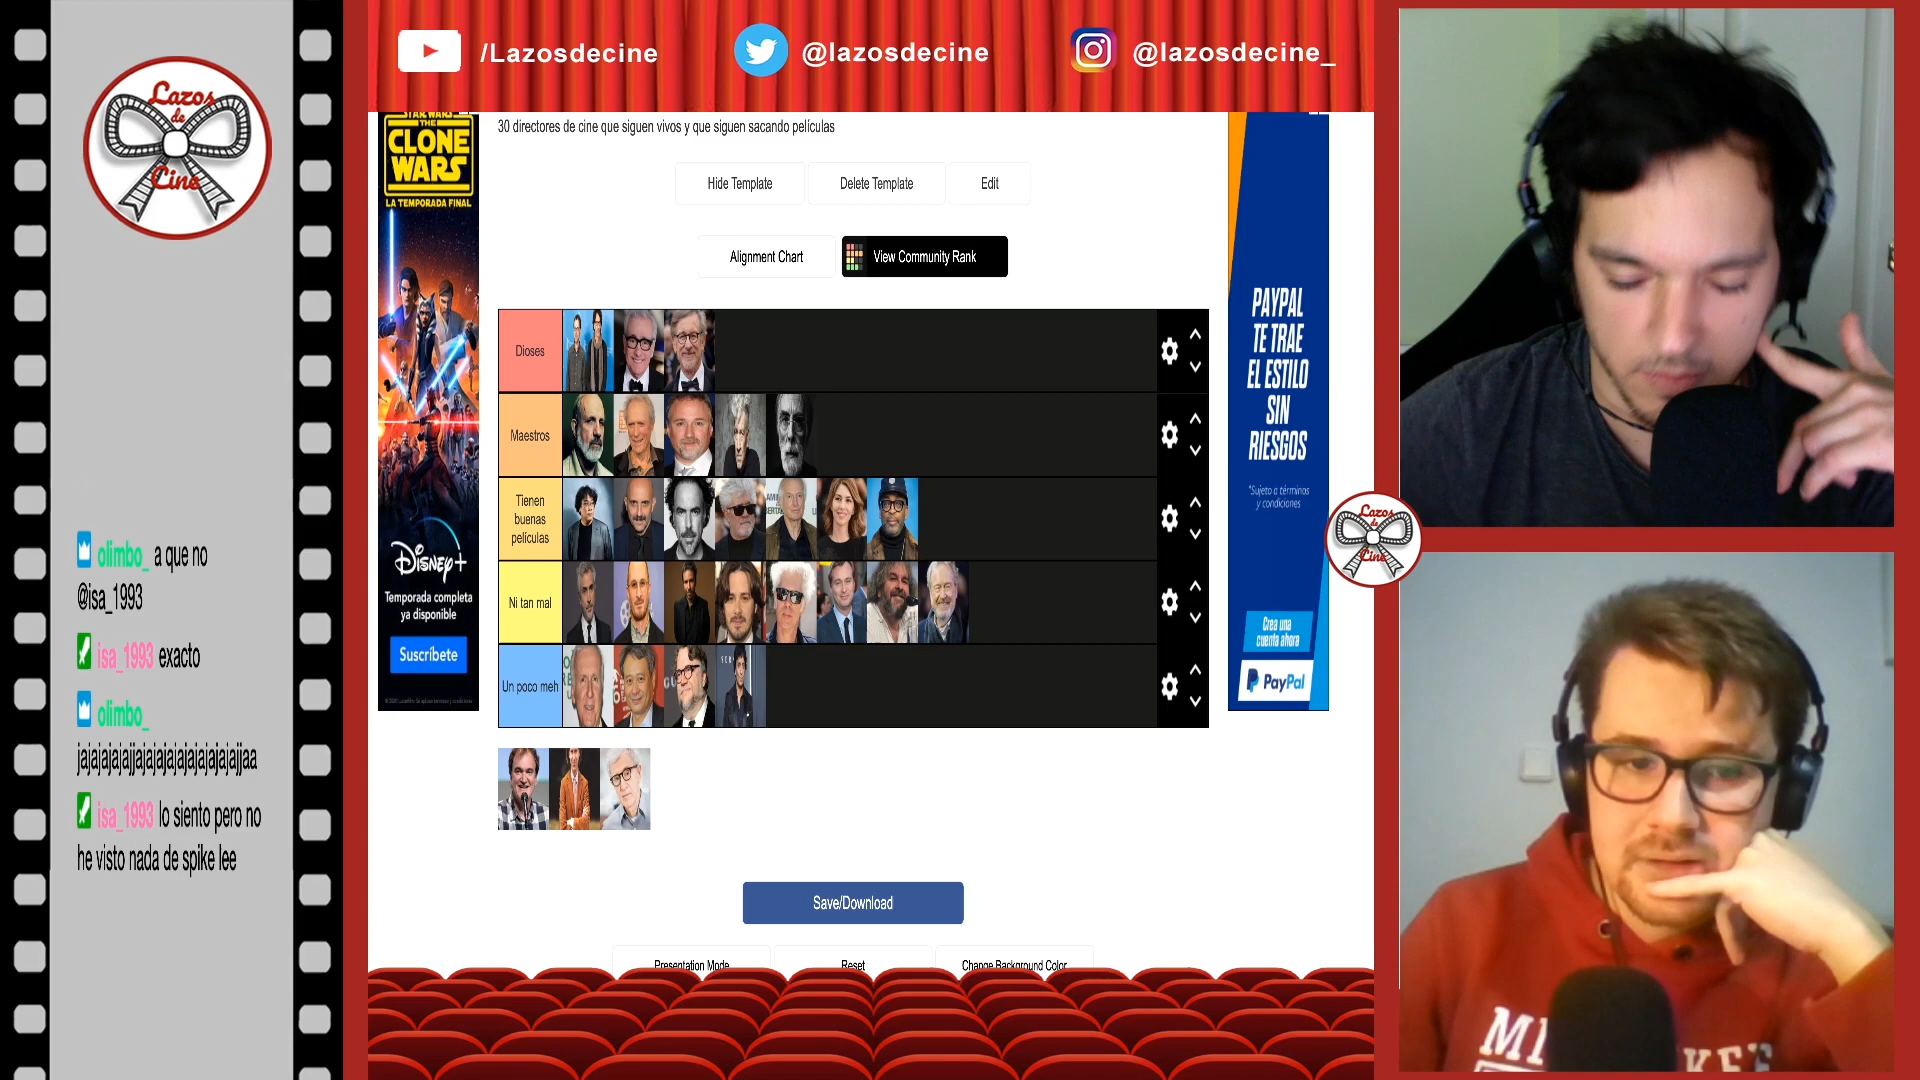 Lazos
de
Cine
/Lazosdecine
@lazosdecine
@lazosdecine_
30 directores de cine que siguen vivos y que siguen sacando películas
Hide Template
Delete Template
Edit
Alignment Chart
View Community Rank
STAR WARS
THE
CLONE
WARS
LA TEMPORADA FINAL
Disney+
Temporada completa
ya disponible
Suscríbete
Dioses
Maestros
Tienen
buenas
películas
Ni tan mal
Un poco meh
PAYPAL
TE TRAE
EL ESTILO
SIN
RIESGOS
*Sujeto a términos
y condiciones
Crea una
cuenta ahora
PayPal
Lazos
de
Cine
olimbo_ a que no
@isa_1993
isa_1993 exacto
olimbo_
jajajajajjajajajajajajajajajjaa
isa_1993 lo siento pero no
he visto nada de spike lee
Save/Download
Presentation Mode
Reset
Change Background Color